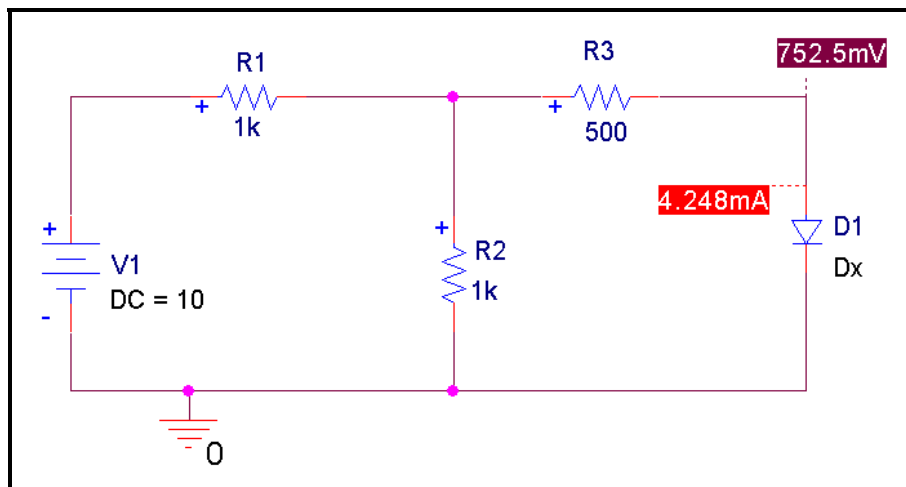 752.5mV
R1
R3
+
1k
+
500
4.248mA
+
V1
DC = 10
-
+
R2
1k
D1
Dx
0